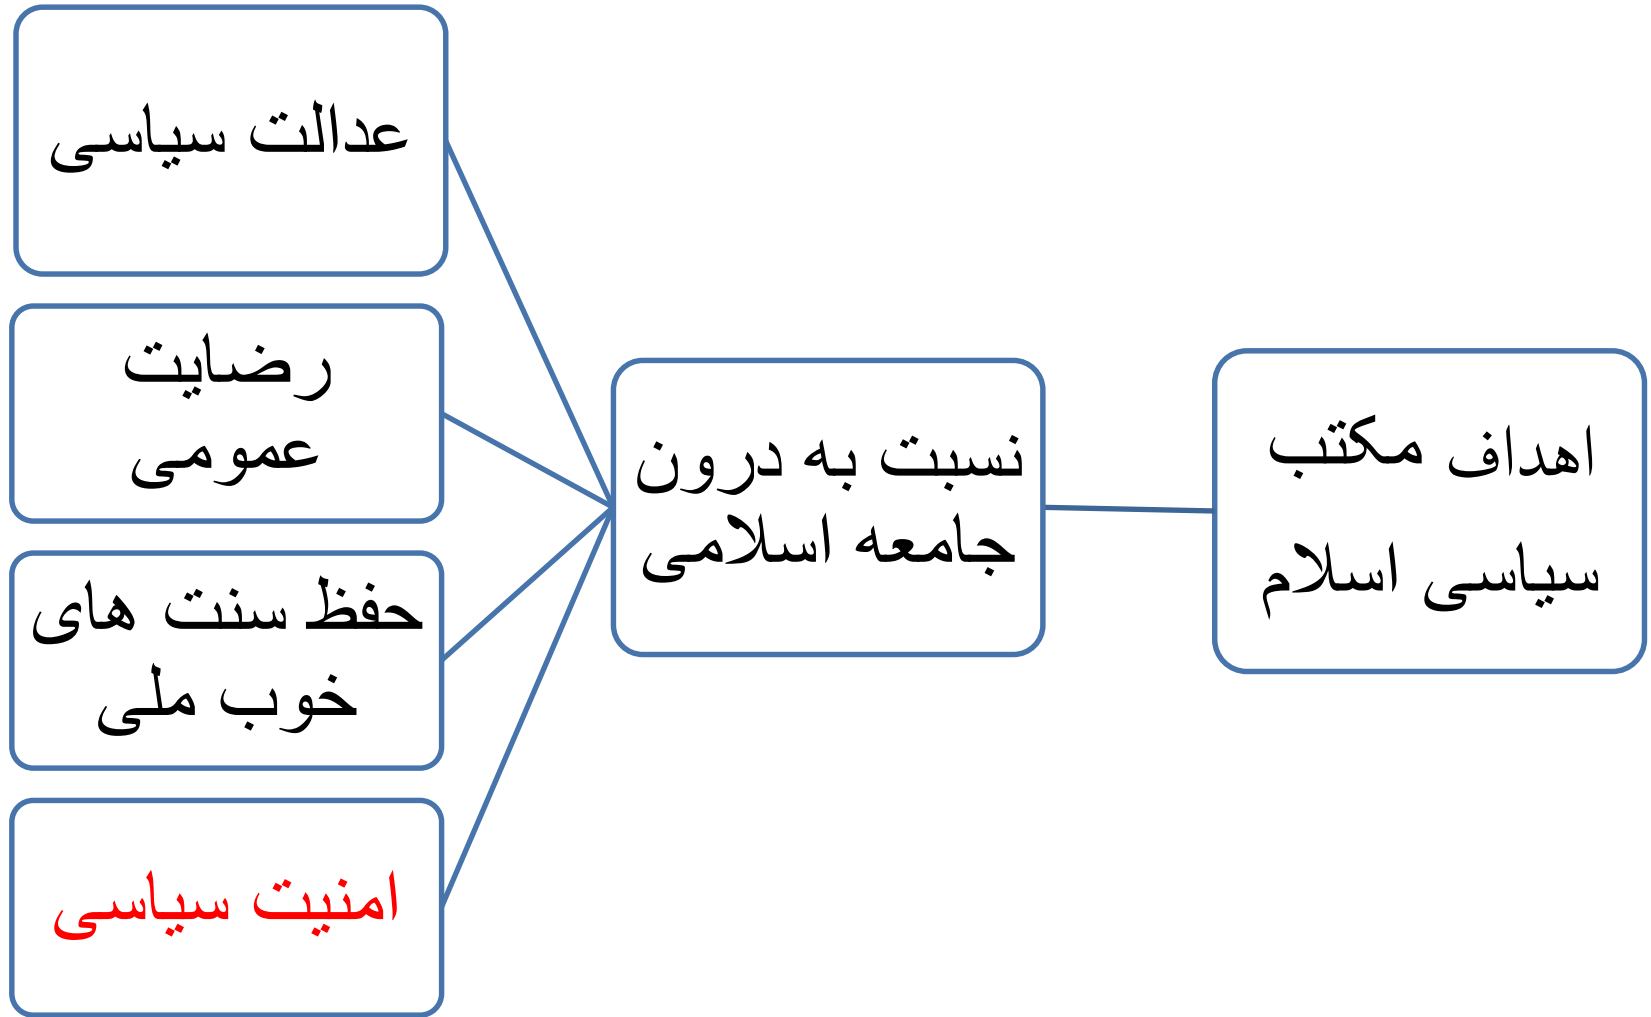 اهداف مکتب
سیاسی اسلام
نسبت به درون
جامعه اسلامی
عدالت سیاسی
رضایت
عمومی
حفظ سنت های
خوب ملی
امنیت سیاسی